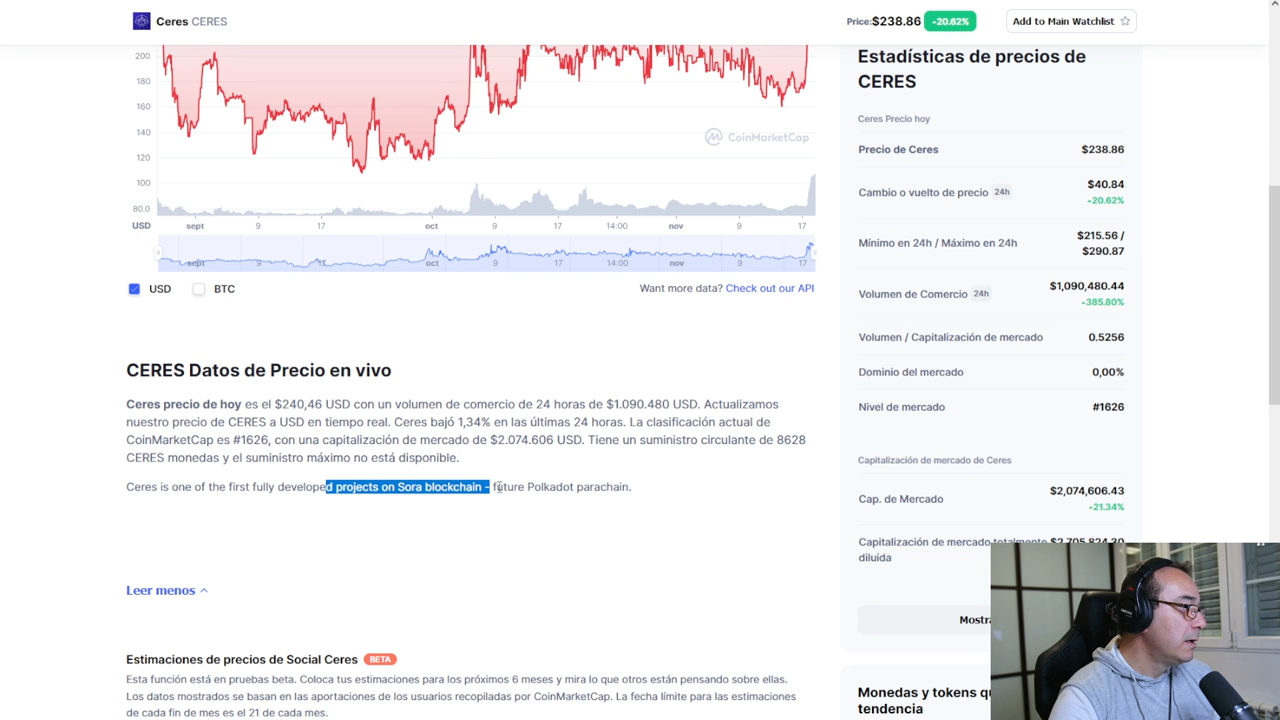 Ceres CERES
Price:$238.86 -20.62%
Add to Main Watchlist
200
180
160
140
120
100
80.0
CoinMarketCap
USD sept 9 17 oct 9 17 14:00 nov 9 17
sept 9 17 oct 9 17 14:00 nov 9 17
USD BTC
Want more data? Check out our API
CERES Datos de Precio en vivo
Ceres precio de hoy es el $240,46 USD con un volumen de comercio de 24 horas de $1.090.480 USD. Actualizamos
nuestro precio de CERES a USD en tiempo real. Ceres bajó 1,34% en las últimas 24 horas. La clasificación actual de
CoinMarketCap es #1626, con una capitalización de mercado de $2.074.606 USD. Tiene un suministro circulante de 8628
CERES monedas y el suministro máximo no está disponible.
Ceres is one of the first fully developed projects on Sora blockchain - future Polkadot parachain.
Leer menos
Estimaciones de precios de Social Ceres BETA
Esta función está en pruebas beta. Coloca tus estimaciones para los próximos 6 meses y mira lo que otros están pensando sobre ellas.
Los datos mostrados se basan en las aportaciones de los usuarios recopiladas por CoinMarketCap. La fecha límite para las estimaciones
de cada fin de mes es el 21 de cada mes.
Estadísticas de precios de
CERES
Ceres Precio hoy
Precio de Ceres $238.86
Cambio o vuelto de precio 24h $40.84
-20.62%
Mínimo en 24h / Máximo en 24h $215.56 /
$290.87
Volumen de Comercio 24h $1,090,480.44
-385.80%
Volumen / Capitalización de mercado 0.5256
Dominio del mercado 0,00%
Nivel de mercado #1626
Capitalización de mercado de Ceres
Cap. de Mercado $2,074,606.43
-21.34%
Capitalización de mercado totalmente
diluida
Mostra
Monedas y tokens
tendencia